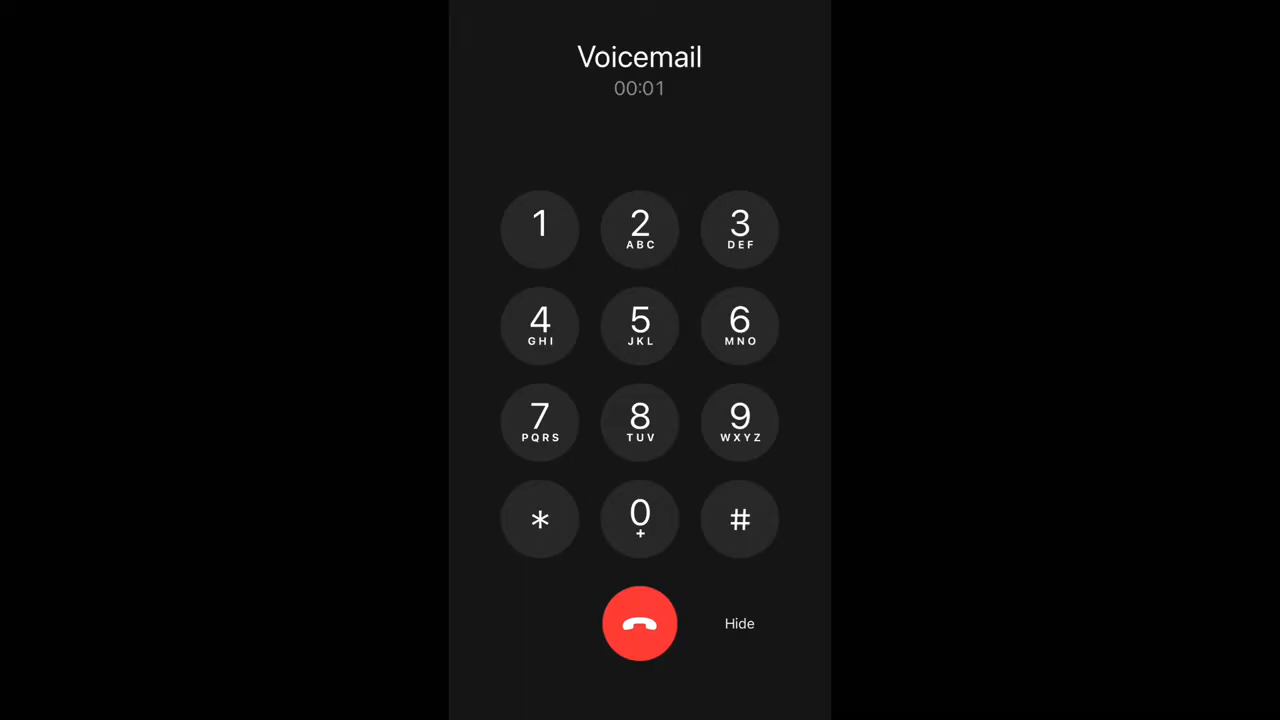 Voicemail
00:01
1 2 3
ABC DEF
4 5 6
GHI JKL MNO
7 8 9
PQRS TUV WXYZ
* 0 #
+
Hide